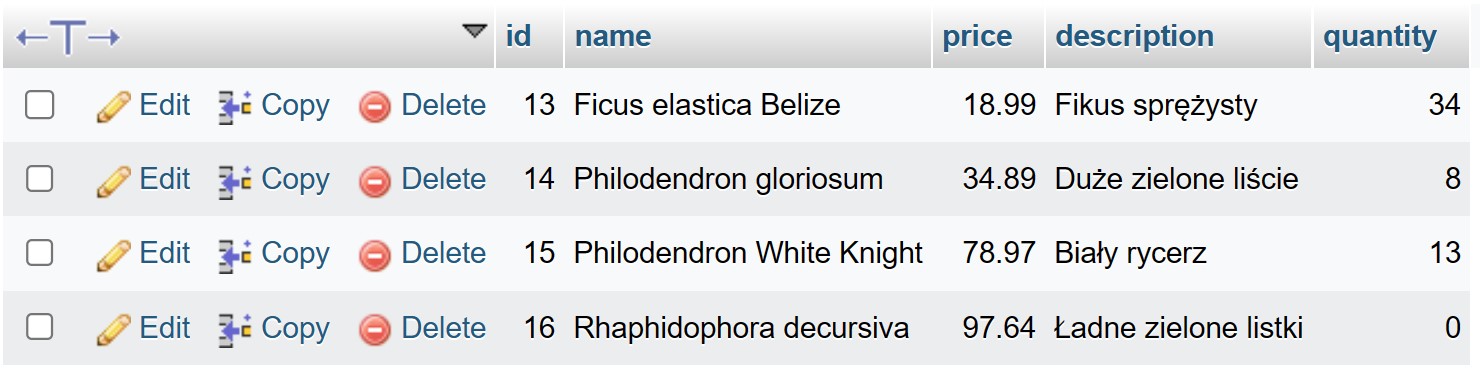 ←T→ id name price description quantity
Edit Copy Delete 13 Ficus elastica Belize 18.99 Fikus sprężysty 34
Edit Copy Delete 14 Philodendron gloriosum 34.89 Duże zielone liście 8
Edit Copy Delete 15 Philodendron White Knight 78.97 Biały rycerz 13
Edit Copy Delete 16 Rhaphidophora decursiva 97.64 Ładne zielone listki 0